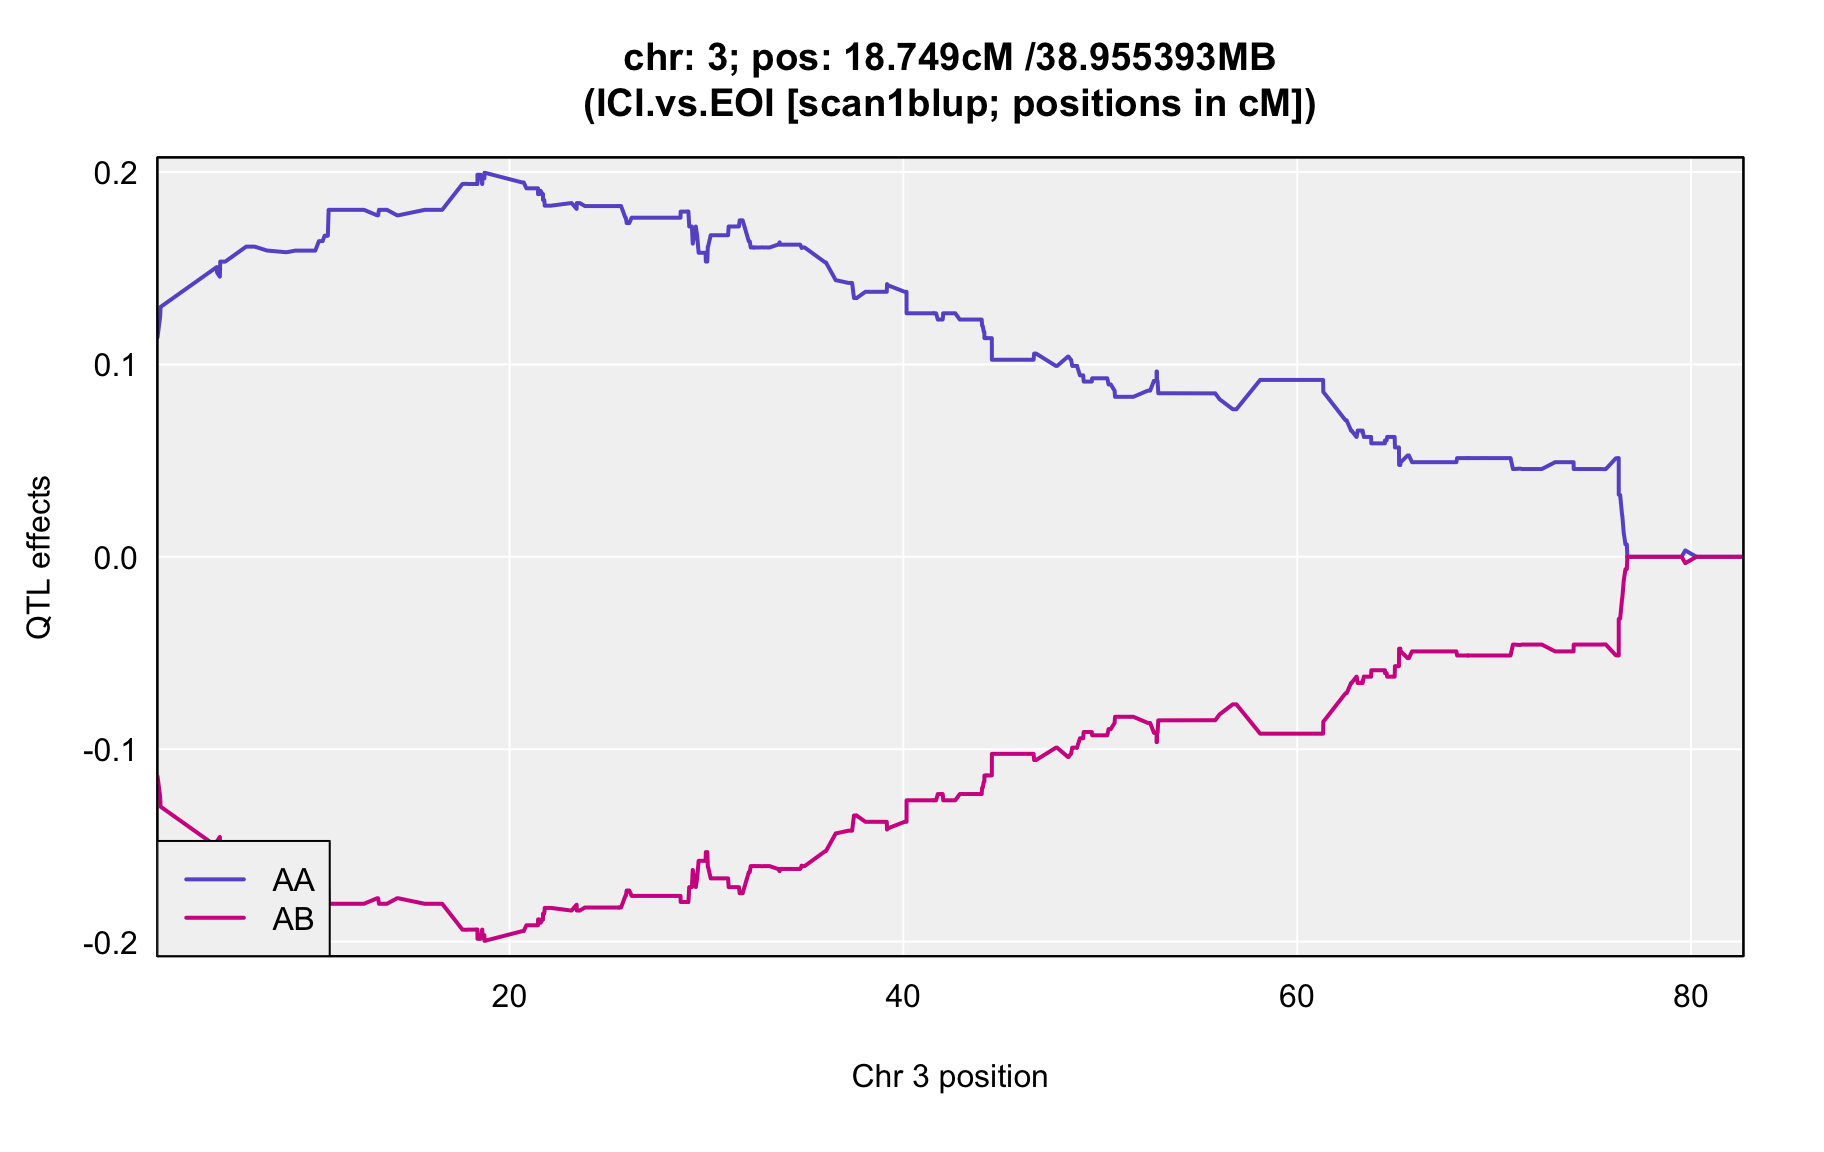 chr: 3; pos: 18.749cM /38.955393MB
(ICI.vs.EOI [scan1blup; positions in cM])
QTL effects
0.2
0.1
0.0
-0.1
-0.2
AA
AB
20 40 60 80
Chr 3 position